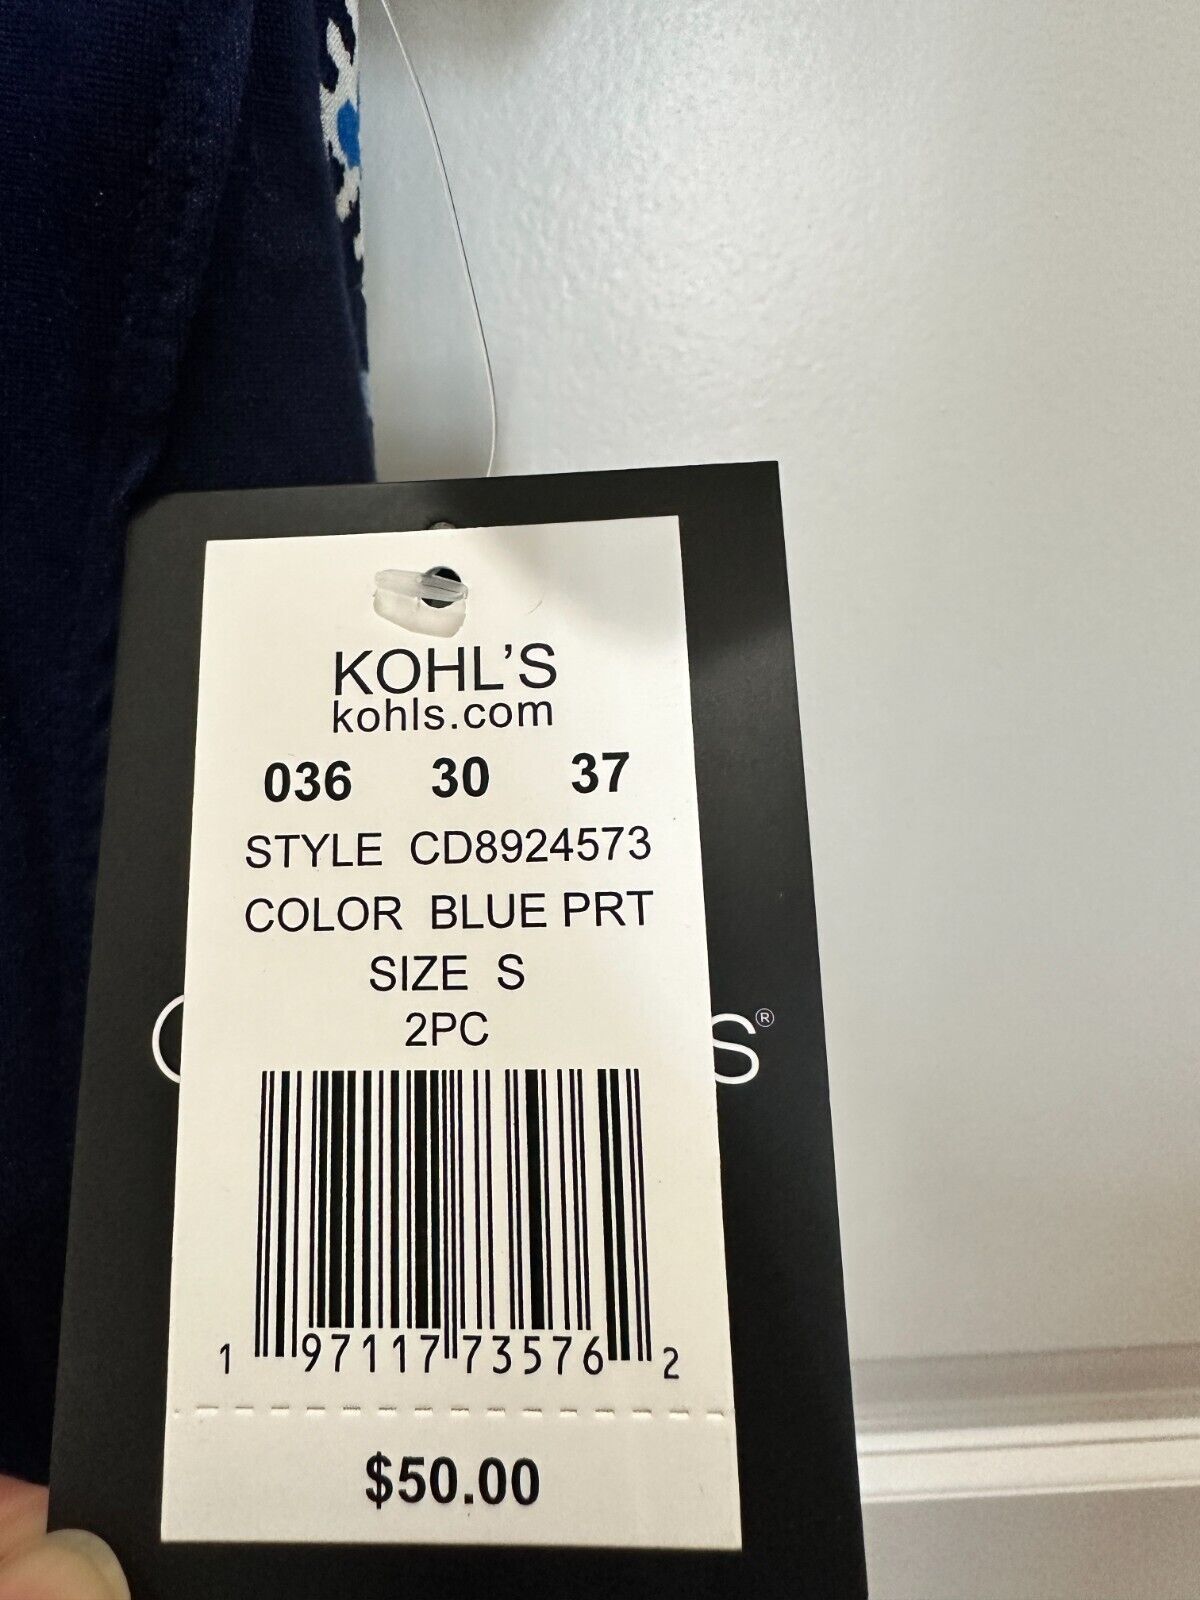 KOHL'S
kohls.com
036 30 37
STYLE CD8924573
COLOR BLUE PRT
SIZE S
2PC
1 97117 73576 2
$50.00